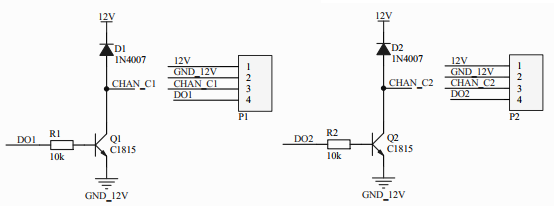 12V
D1
1N4007
CHAN_C1
DO1
R1
10k
Q1
C1815
GND_12V
12V
GND_12V
CHAN_C1
DO1
1
2
3
4
P1
12V
D2
1N4007
CHAN_C2
DO2
R2
10k
Q2
C1815
GND_12V
12V
GND_12V
CHAN_C2
DO2
1
2
3
4
P2